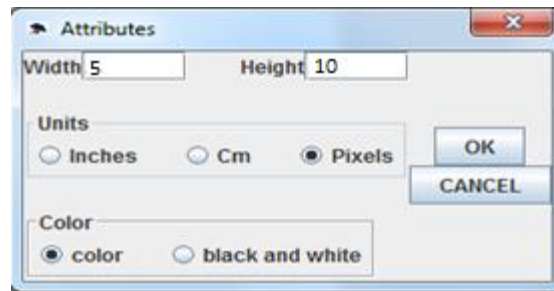 Attributes
Width 5 Height 10
Units
Inches Cm Pixels
OK
CANCEL
Color
color black and white